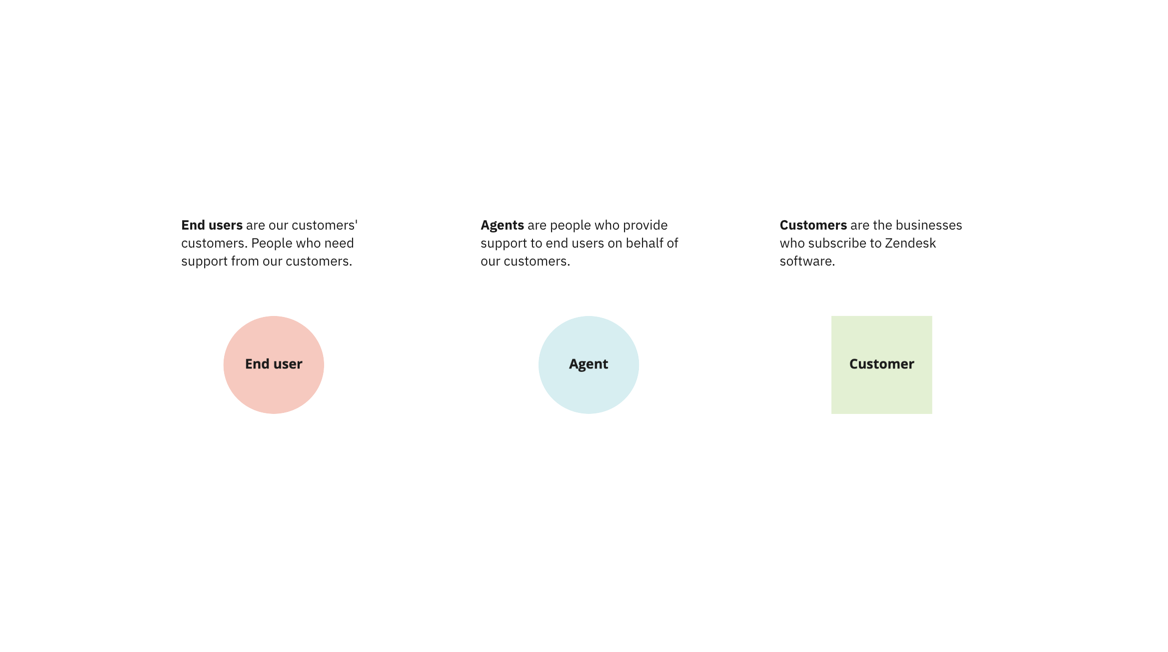 End users are our customers'
customers. People who need
support from our customers.
Agents are people who provide
support to end users on behalf of
our customers.
Customers are the businesses
who subscribe to Zendesk
software.
End user
Agent
Customer